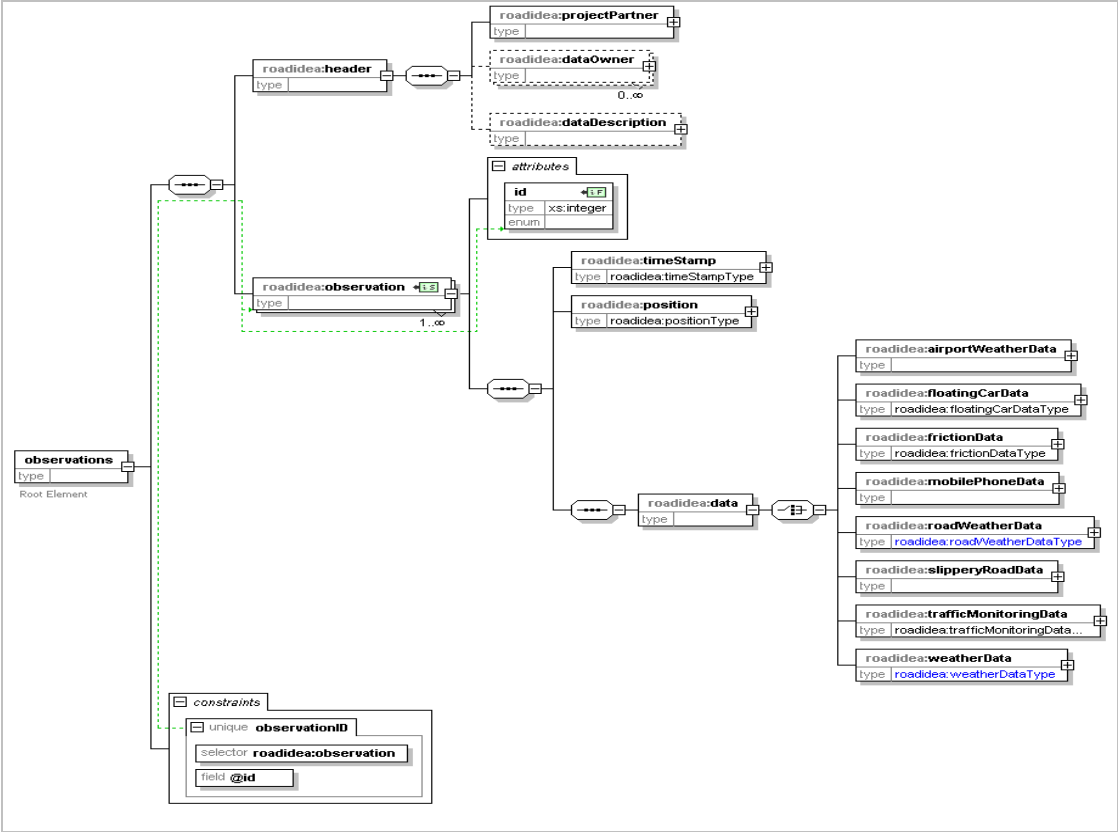 roadidea:projectPartner
type
roadidea:dataOwner
type
0..∞
roadidea:header
type
roadidea:dataDescription
type
attributes
id
iF
type xs:integer
enum
roadidea:timeStamp
type roadidea:timeStampType
roadidea:observation
iS
type
1..∞
roadidea:position
type roadidea:positionType
roadidea:airportWeatherData
type
roadidea:floatingCarData
type roadidea:floatingCarDataType
roadidea:frictionData
type roadidea:frictionDataType
observations
type
Root Element
roadidea:mobilePhoneData
type
roadidea:data
type
roadidea:roadWeatherData
type roadidea:roadWeatherDataType
roadidea:slipperyRoadData
type
roadidea:trafficMonitoringData
type roadidea:trafficMonitoringData...
roadidea:weatherData
type roadidea:weatherDataType
constraints
unique observationID
selector roadidea:observation
field @id